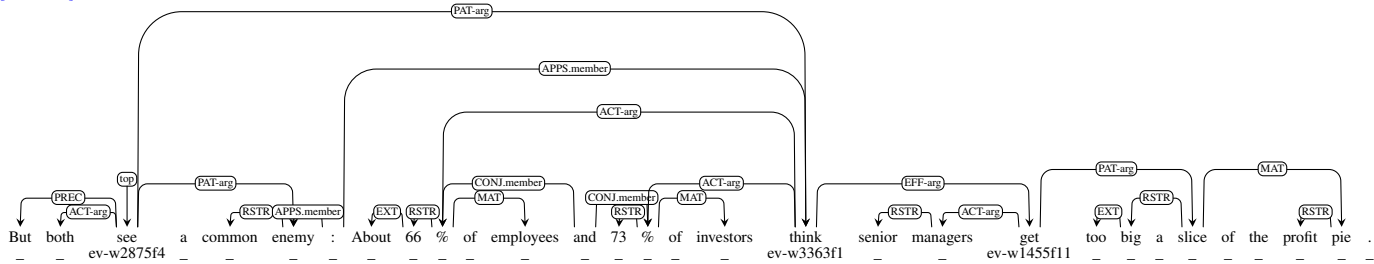 PAT-arg
APPS.member
ACT-arg
top
PAT-arg MAT
PAT-arg CONJ.member ACT-arg EFF-arg
PREC CONJ.member RSTR
MAT MAT
ACT-arg RSTR APPS.member EXT RSTR RSTR RSTR ACT-arg EXT RSTR
But both see a common enemy : About 66 % of employees and 73 % of investors think senior managers get too big a slice of the profit pie .
_ _ ev-w2875f4 _ _ _ _ _ _ _ _ _ _ _ _ _ _ ev-w3363f1 _ _ ev-w1455f11 _ _ _ _ _ _ _ _ _